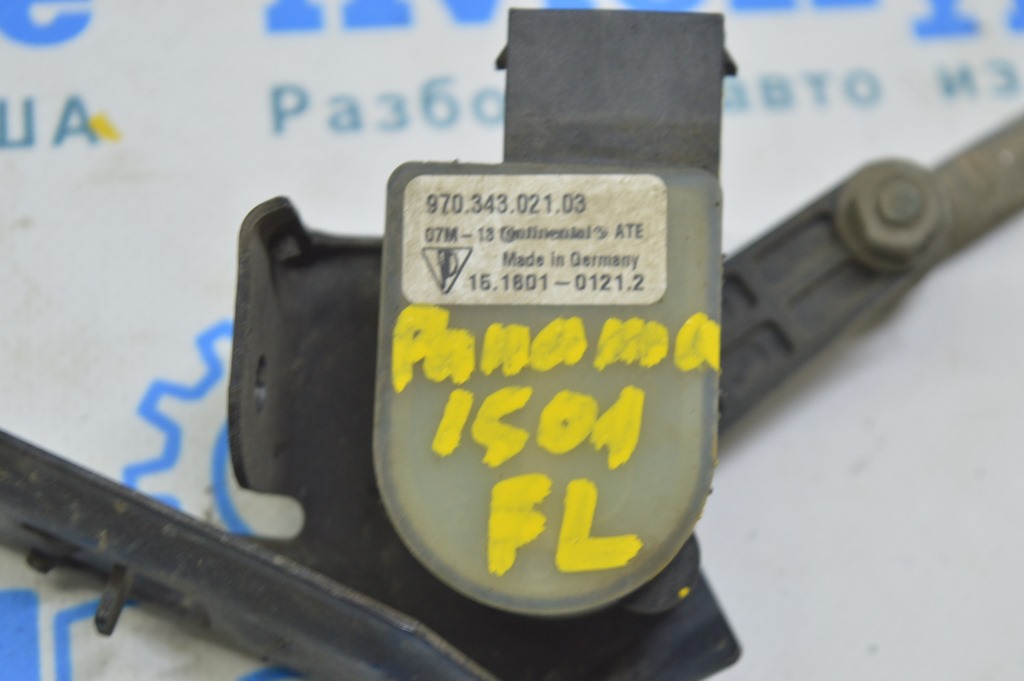 ША Разбо авто из
970.343.021.03
07M-13 Continental ATE
Made in Germany
15.1601-0121.2
Panama
1501
FL